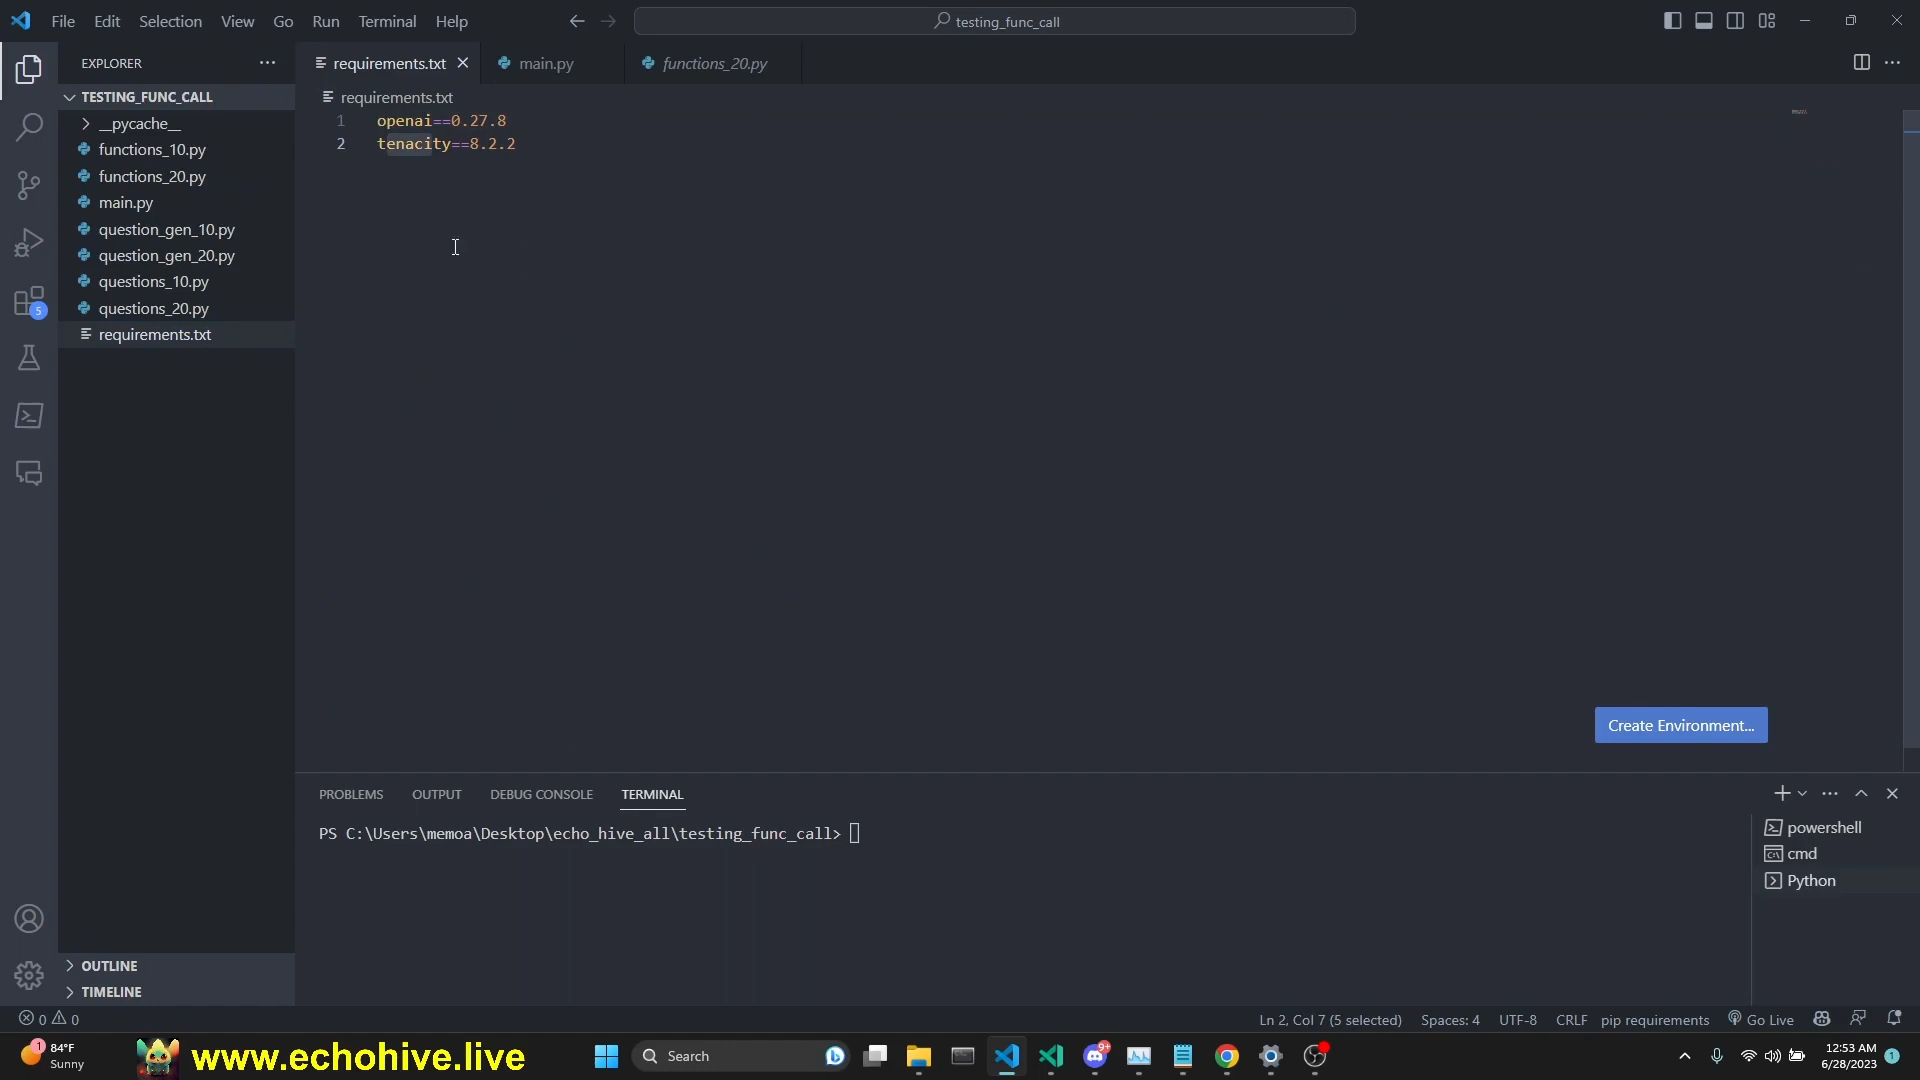 File Edit Selection View Go Run Terminal Help
testing_func_call
EXPLORER
requirements.txt
main.py
functions_20.py
TESTING_FUNC_CALL
__pycache__
functions_10.py
functions_20.py
main.py
question_gen_10.py
question_gen_20.py
questions_10.py
questions_20.py
requirements.txt
requirements.txt
1 openai==0.27.8
2 tenacity==8.2.2
5
Create Environment...
PROBLEMS OUTPUT DEBUG CONSOLE TERMINAL
PS C:\Users\memoa\Desktop\echo_hive_all\testing_func_call>
powershell
cmd
Python
OUTLINE
TIMELINE
0 0
Ln 2, Col 7 (5 selected) Spaces: 4 UTF-8 CRLF pip requirements Go Live
1
84°F
Sunny
www.echohive.live
Search
9+
12:53 AM
6/28/2023
1